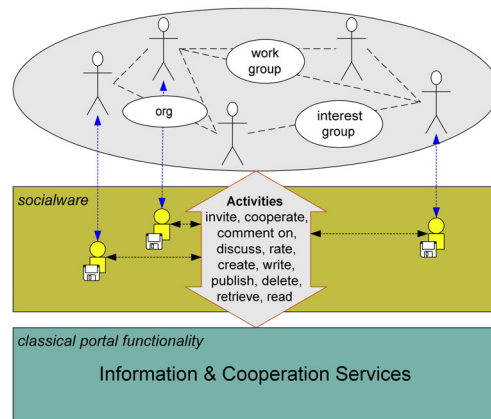 work
group
org
interest
group
socialware
Activities
invite, cooperate,
comment on,
discuss, rate,
create, write,
publish, delete,
retrieve, read
classical portal functionality
Information & Cooperation Services